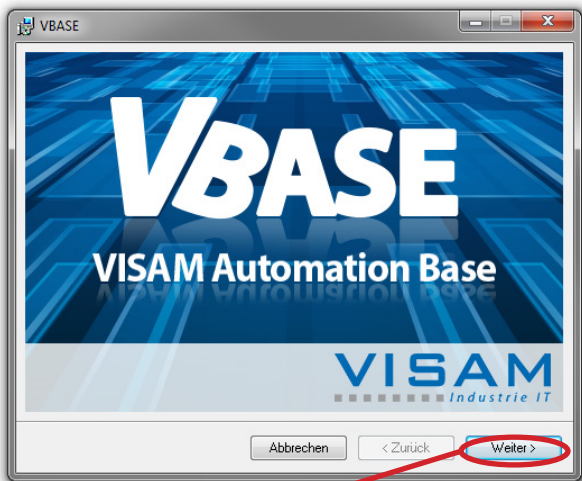 VBASE
VBASE
VISAM Automation Base
VISAM
Industrie IT
Abbrechen
< Zurück
Weiter >